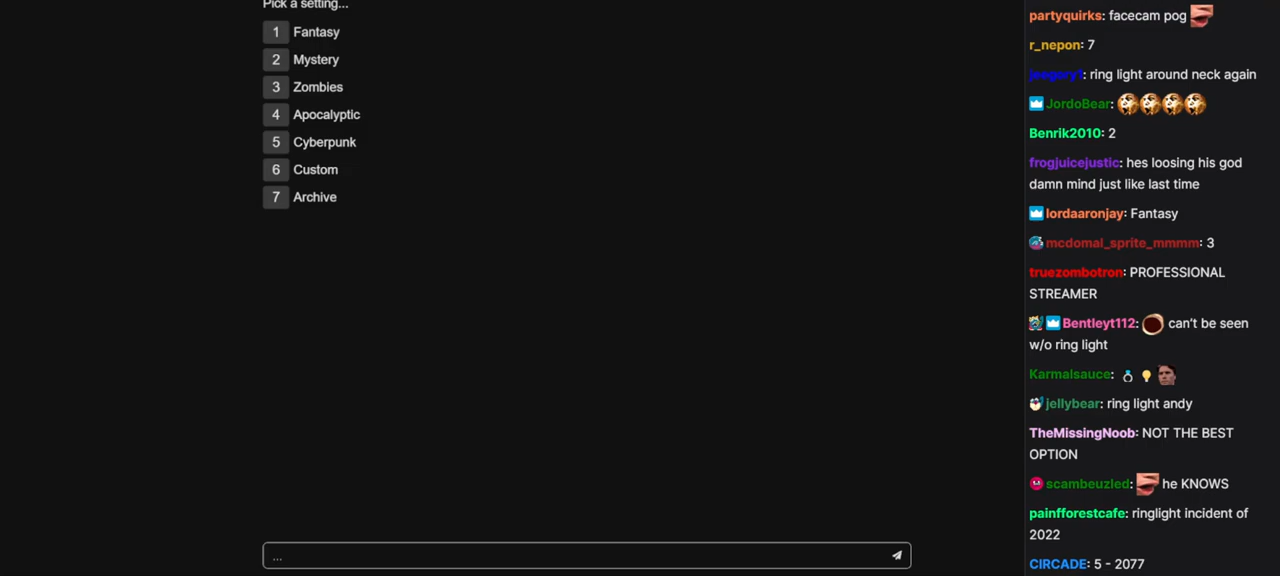 Pick a setting...
1 Fantasy
2 Mystery
3 Zombies
4 Apocalyptic
5 Cyberpunk
6 Custom
7 Archive
...
partyquirks: facecam pog
r_nepon: 7
jeegory1: ring light around neck again
JordoBear:
Benrik2010: 2
frogjuicejustic: hes loosing his god
damn mind just like last time
lordaaronjay: Fantasy
mcdomal_sprite_mmmm: 3
truezombotron: PROFESSIONAL
STREAMER
Bentleyt112: can't be seen
w/o ring light
Karmalsauce:
jellybear: ring light andy
TheMissingNoob: NOT THE BEST
OPTION
scambeuzled: he KNOWS
painfforestcafe: ringlight incident of
2022
CIRCADE: 5 - 2077